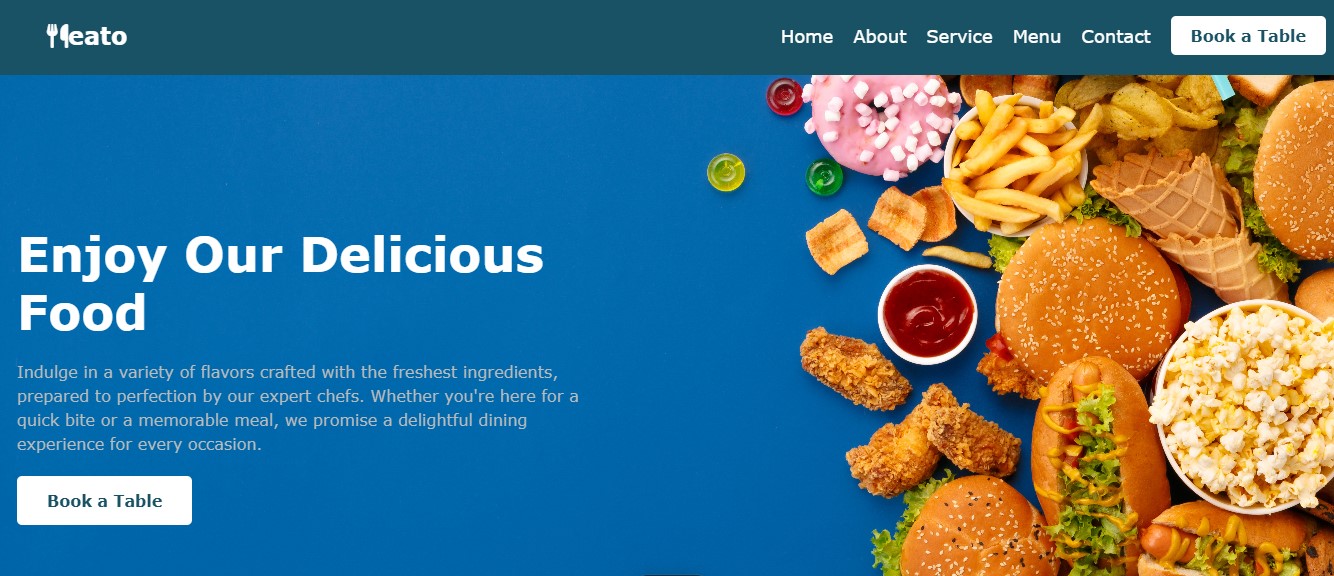 eato
Home About Service Menu Contact Book a Table
Enjoy Our Delicious
Food
Indulge in a variety of flavors crafted with the freshest ingredients,
prepared to perfection by our expert chefs. Whether you're here for a
quick bite or a memorable meal, we promise a delightful dining
experience for every occasion.
Book a Table